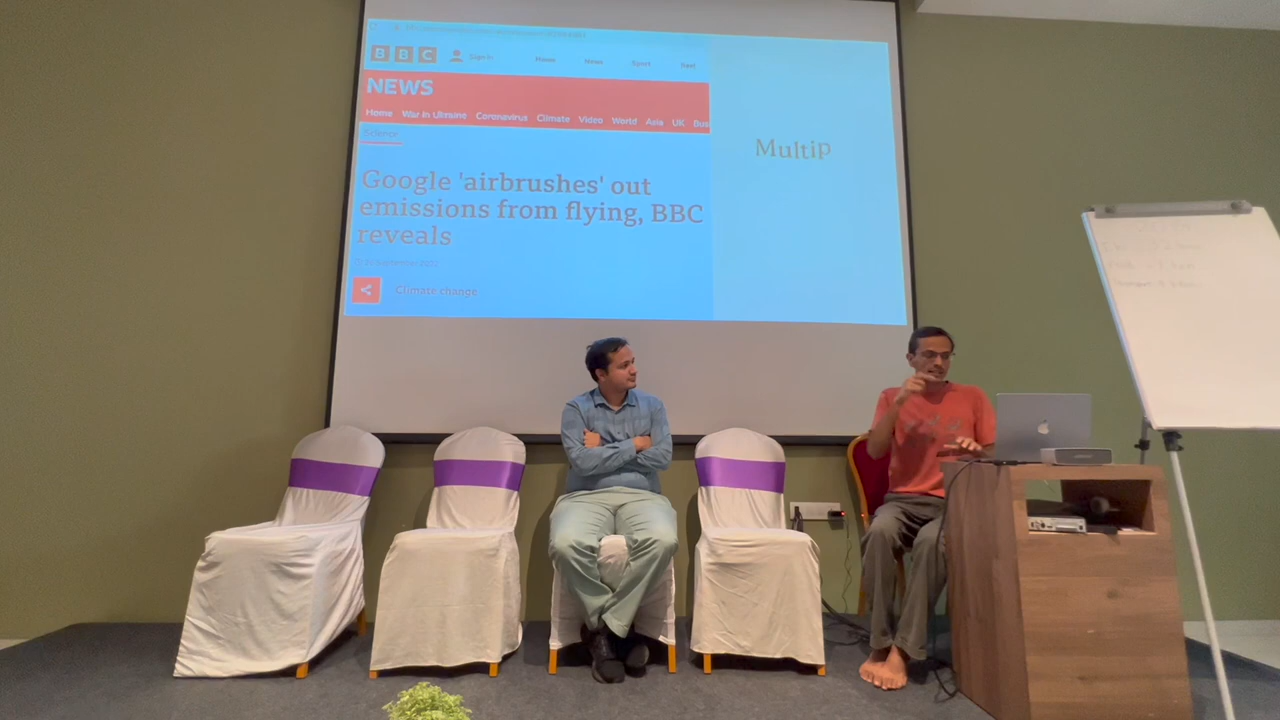 BBC Sign in Home News Sport Reel
NEWS
Home War in Ukraine Coronavirus Climate Video World Asia UK Bus
Science
Google 'airbrushes' out
emissions from flying, BBC
reveals
Climate change
MultiP